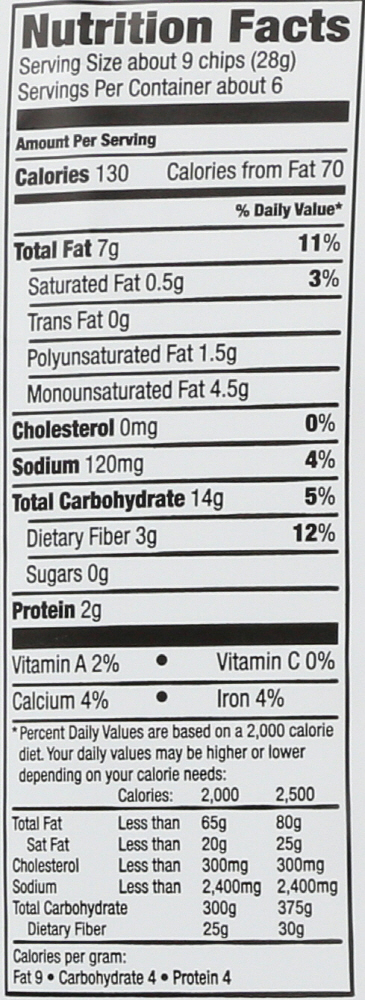 Nutrition Facts
Serving Size about 9 chips (28g)
Servings Per Container about 6
Amount Per Serving
Calories 130 Calories from Fat 70
% Daily Value*
Total Fat 7g 11%
Saturated Fat 0.5g 3%
Trans Fat 0g
Polyunsaturated Fat 1.5g
Monounsaturated Fat 4.5g
Cholesterol 0mg 0%
Sodium 120mg 4%
Total Carbohydrate 14g 5%
Dietary Fiber 3g 12%
Sugars 0g
Protein 2g
Vitamin A 2% • Vitamin C 0%
Calcium 4% • Iron 4%
*Percent Daily Values are based on a 2,000 calorie
diet. Your daily values may be higher or lower
depending on your calorie needs:
Calories: 2,000 2,500
Total Fat Less than 65g 80g
Sat Fat Less than 20g 25g
Cholesterol Less than 300mg 300mg
Sodium Less than 2,400mg 2,400mg
Total Carbohydrate 300g 375g
Dietary Fiber 25g 30g
Calories per gram:
Fat 9 • Carbohydrate 4 • Protein 4